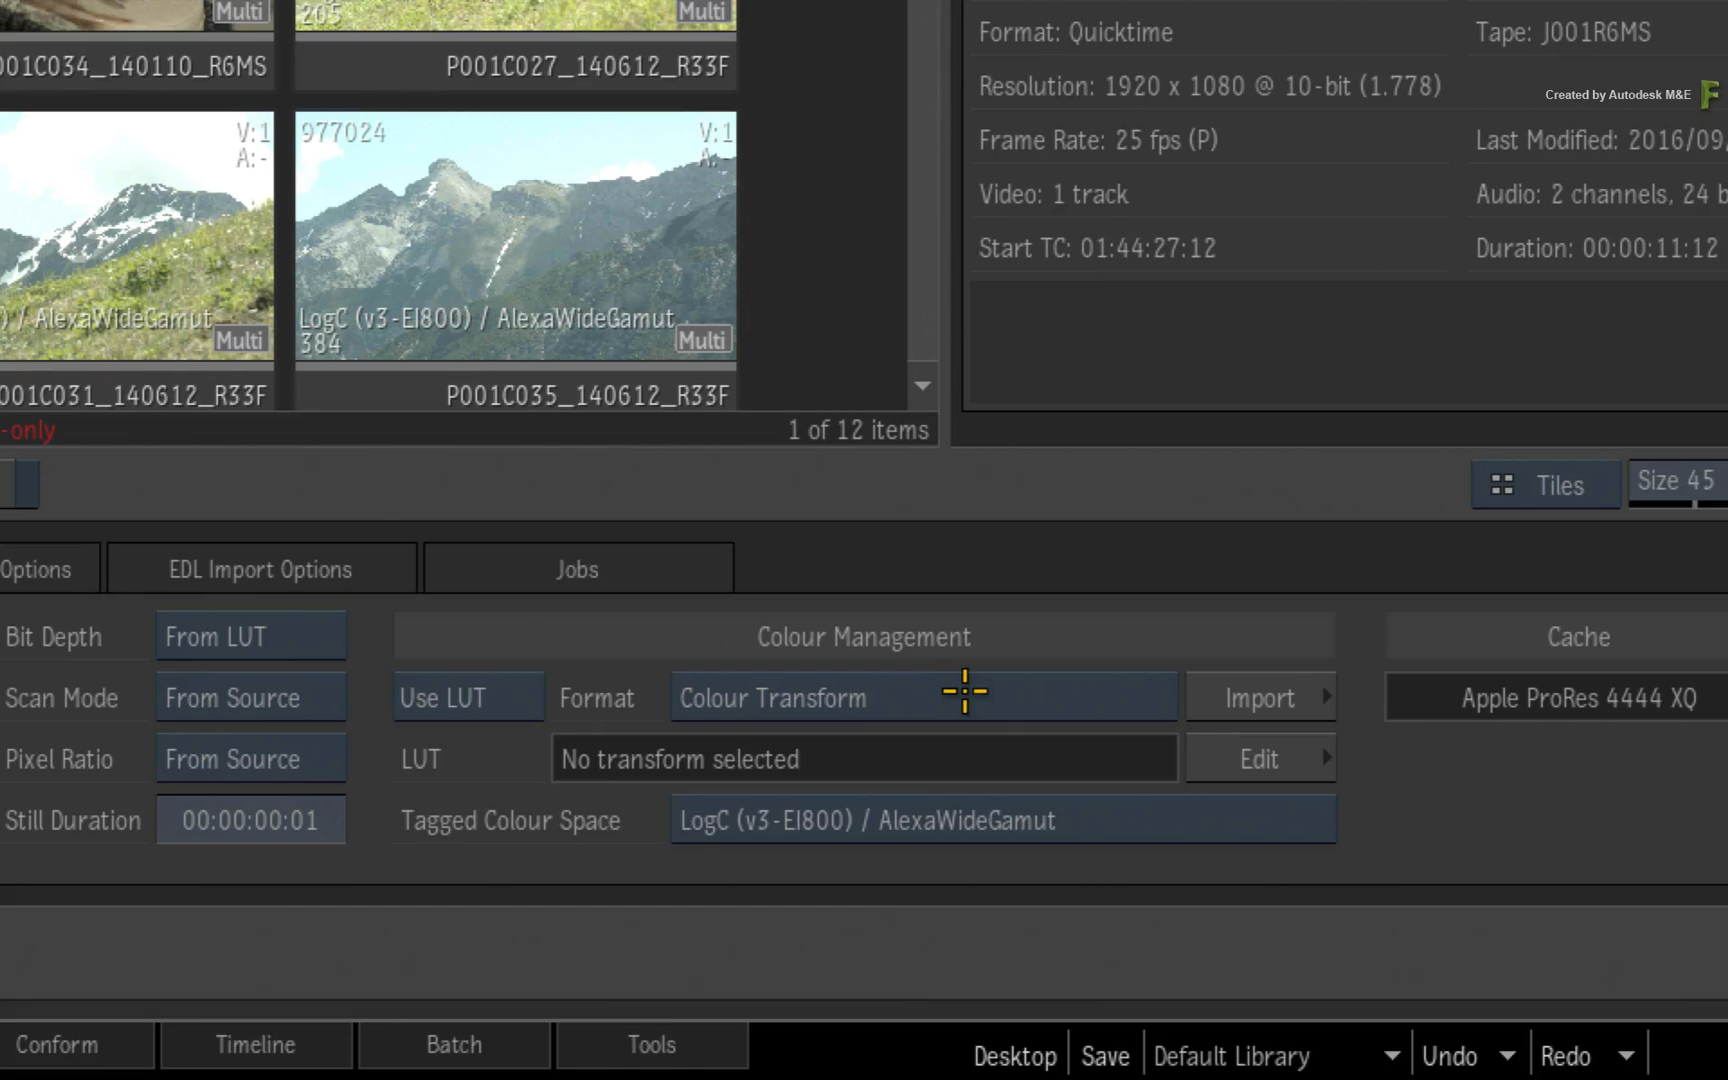 Multi
205
Multi
001C034_140110_R6MS
P001C027_140612_R33F
V:1
A:-
977024
V:1
A:-
) / AlexaWideGamut
Multi
LogC (v3-EI800) / AlexaWideGamut
384
Multi
001C031_140612_R33F
P001C035_140612_R33F
-only
1 of 12 items
Format: Quicktime
Tape: J001R6MS
Resolution: 1920 x 1080 @ 10-bit (1.778)
Created by Autodesk M&E
Frame Rate: 25 fps (P)
Last Modified: 2016/09/
Video: 1 track
Audio: 2 channels, 24 b
Start TC: 01:44:27:12
Duration: 00:00:11:12
Tiles
Size 45
Options
EDL Import Options
Jobs
Bit Depth
From LUT
Colour Management
Cache
Scan Mode
From Source
Use LUT
Format
Colour Transform
Import
Apple ProRes 4444 XQ
Pixel Ratio
From Source
LUT
No transform selected
Edit
Still Duration
00:00:00:01
Tagged Colour Space
LogC (v3-EI800) / AlexaWideGamut
Conform
Timeline
Batch
Tools
Desktop
Save
Default Library
Undo
Redo